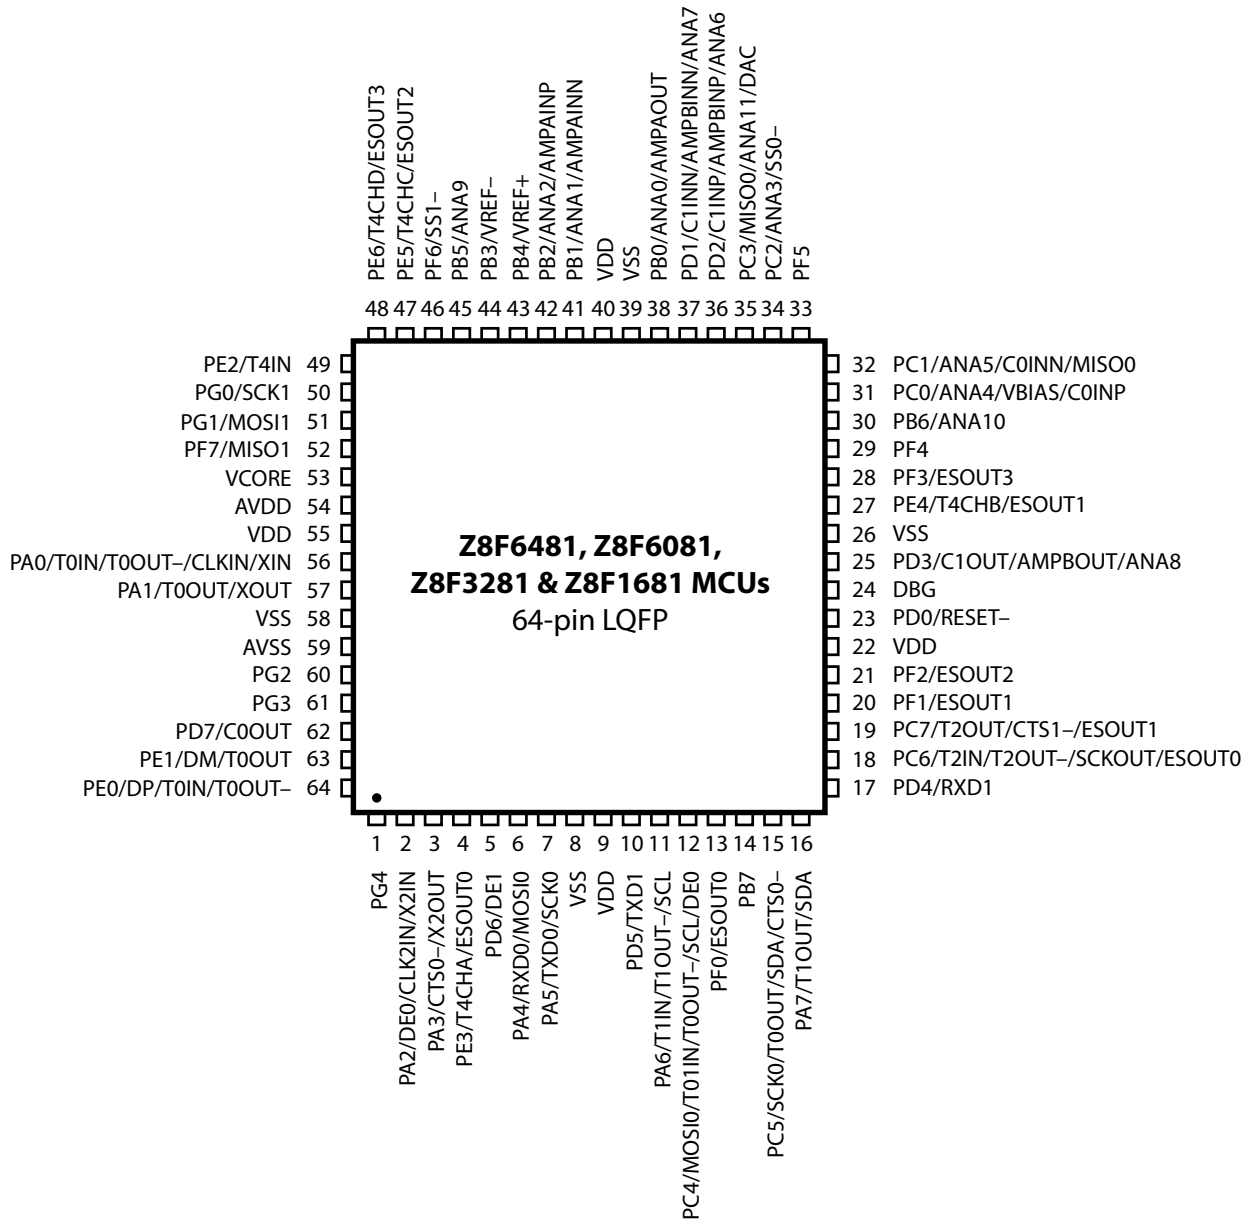 PE6/T4CHD/ESOUT3
PE5/T4CHC/ESOUT2
PF6/SS1–
PB5/ANA9
PB3/VREF–
PB4/VREF+
PB2/ANA2/AMPAINP
PB1/ANA1/AMPAINN
VDD
VSS
PB0/ANA0/AMPAOUT
PD1/C1INN/AMPBINN/ANA7
PD2/C1INP/AMPBINP/ANA6
PC3/MISO0/ANA11/DAC
PC2/ANA3/SS0–
PF5
48 47 46 45 44 43 42 41 40 39 38 37 36 35 34 33
PE2/T4IN 49
PG0/SCK1 50
PG1/MOSI1 51
PF7/MISO1 52
VCORE 53
AVDD 54
VDD 55
PA0/T0IN/T0OUT–/CLKIN/XIN 56
PA1/T0OUT/XOUT 57
VSS 58
AVSS 59
PG2 60
PG3 61
PD7/C0OUT 62
PE1/DM/T0OUT 63
PE0/DP/T0IN/T0OUT– 64
Z8F6481, Z8F6081,
Z8F3281 & Z8F1681 MCUs
64-pin LQFP
32 PC1/ANA5/C0INN/MISO0
31 PC0/ANA4/VBIAS/C0INP
30 PB6/ANA10
29 PF4
28 PF3/ESOUT3
27 PE4/T4CHB/ESOUT1
26 VSS
25 PD3/C1OUT/AMPBOUT/ANA8
24 DBG
23 PD0/RESET–
22 VDD
21 PF2/ESOUT2
20 PF1/ESOUT1
19 PC7/T2OUT/CTS1–/ESOUT1
18 PC6/T2IN/T2OUT–/SCKOUT/ESOUT0
17 PD4/RXD1
1 2 3 4 5 6 7 8 9 10 11 12 13 14 15 16
PG4
PA2/DE0/CLK2IN/X2IN
PA3/CTS0–/X2OUT
PE3/T4CHA/ESOUT0
PD6/DE1
PA4/RXD0/MOSI0
PA5/TXD0/SCK0
VSS
VDD
PD5/TXD1
PA6/T1IN/T1OUT–/SCL
PC4/MOSI0/T01IN/T0OUT–/SCL/DE0
PF0/ESOUT0
PB7
PC5/SCK0/T0OUT/SDA/CTS0–
PA7/T1OUT/SDA